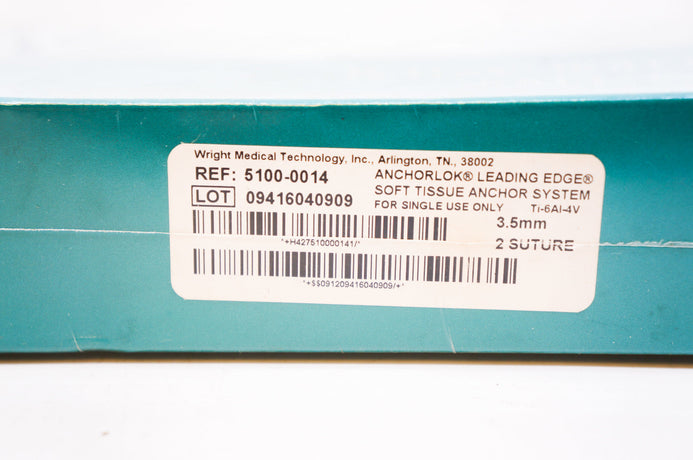 Wright Medical Technology, Inc., Arlington, TN., 38002
REF: 5100-0014
LOT 09416040909
ANCHORLOK® LEADING EDGE®
SOFT TISSUE ANCHOR SYSTEM
FOR SINGLE USE ONLY Ti-6Al-4V
3.5mm
2 SUTURE
*+H427510000141/*
*+$$091209416040909/+*